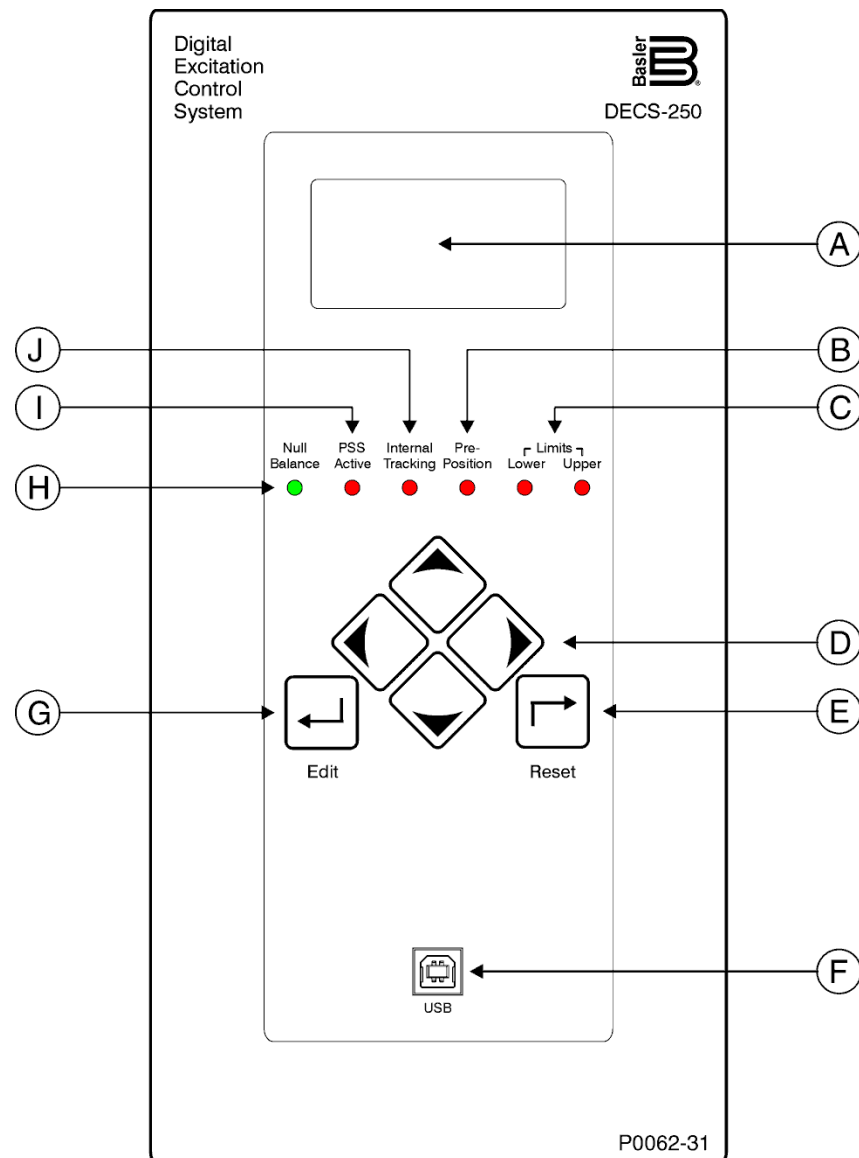 Digital
Excitation
Control
System
Basler
B
DECS-250
A
J
B
I
C
Null
Balance
PSS
Active
Internal
Tracking
Pre-
Position
Limits
Lower
Upper
H
D
G
E
Edit
Reset
F
USB
P0062-31